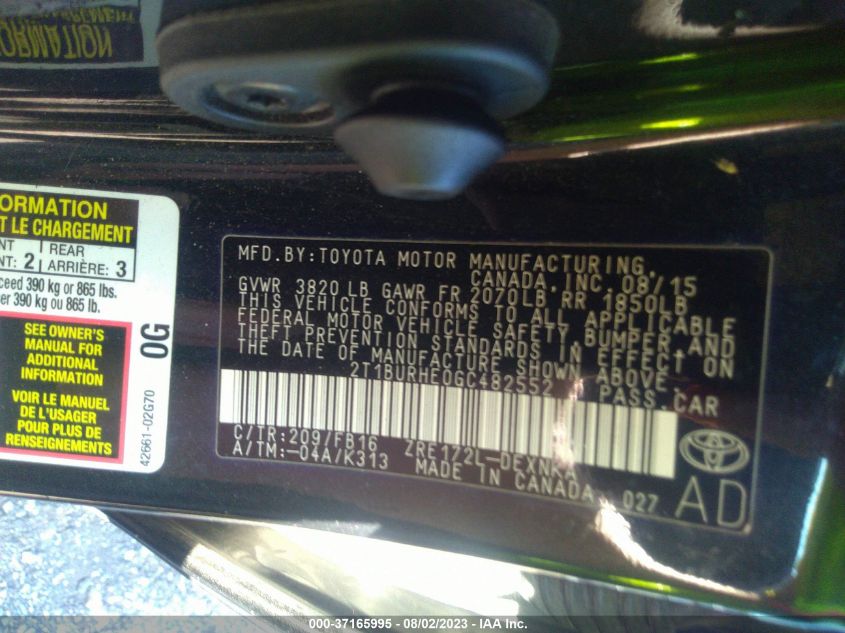 ORMATION
ORMATION
T LE CHARGEMENT
NT 2 REAR
NT: 2 ARRIÈRE: 3
ceed 390 kg or 865 lbs.
er 390 kg ou 865 lb.
SEE OWNER'S
MANUAL FOR
ADDITIONAL
INFORMATION
VOIR LE MANUEL
DE L'USAGER
POUR PLUS DE
RENSEIGNEMENTS
0G
42661-02G70
MFD.BY:TOYOTA MOTOR MANUFACTURING,
CANADA,INC. 08/15
GVWR 3820 LB GAWR FR 2070LB RR 1850LB
THIS VEHICLE CONFORMS TO ALL APPLICABLE
FEDERAL MOTOR VEHICLE SAFETY,BUMPER,AND
THEFT PREVENTION STANDARDS IN EFFECT ON
THE DATE OF MANUFACTURE SHOWN ABOVE.
2T1BURHE0GC482552 PASS.CAR
C/TR:209/FB16 ZRE172L-DEXNKA
A/TM:-04A/K313 MADE IN CANADA 027
AD
000-37165995 - 08/02/2023 - IAA Inc.